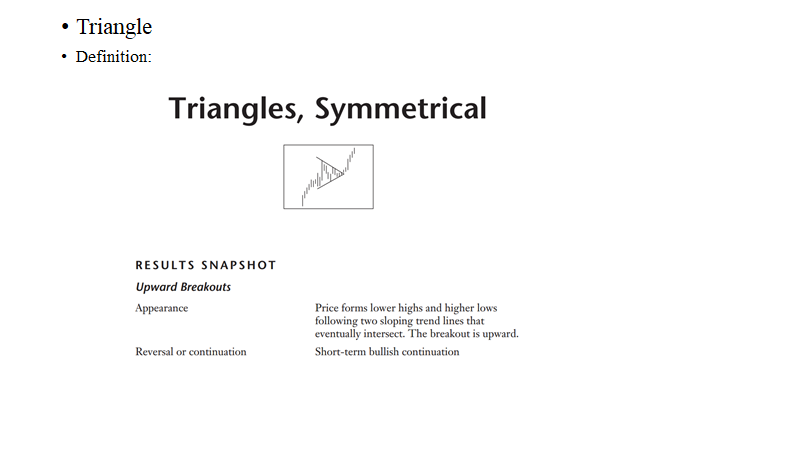 • Triangle
• Definition:
Triangles, Symmetrical
RESULTS SNAPSHOT
Upward Breakouts
Appearance
Price forms lower highs and higher lows
following two sloping trend lines that
eventually intersect. The breakout is upward.
Reversal or continuation
Short-term bullish continuation